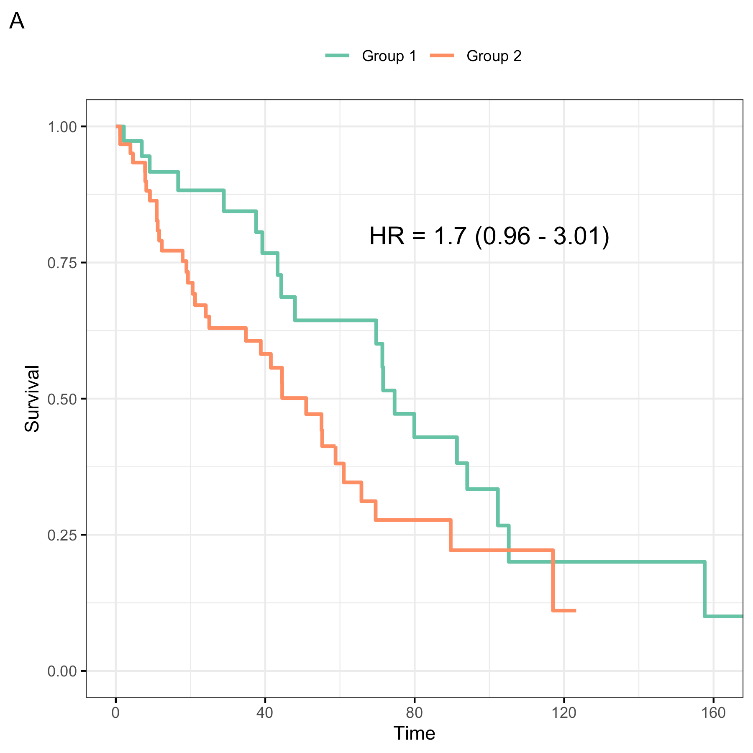 A
Group 1 Group 2
1.00
0.75
0.50
0.25
0.00
Survival
HR = 1.7 (0.96 - 3.01)
0 40 80 120 160
Time